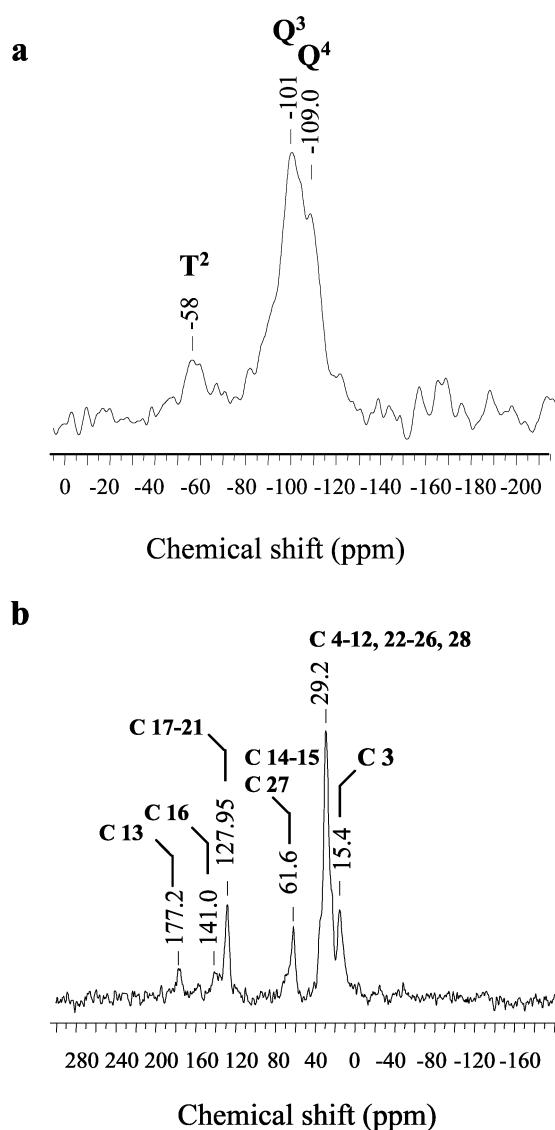 a
Q³
Q⁴
-101
-109.0
T²
-58
0 -20 -40 -60 -80 -100 -120 -140 -160 -180 -200
Chemical shift (ppm)
b
C 4-12, 22-26, 28
29.2
C 17-21
C 14-15
C 3
C 27
C 16
C 13
127.95
15.4
61.6
141.0
177.2
280 240 200 160 120 80 40 0 -40 -80 -120 -160
Chemical shift (ppm)